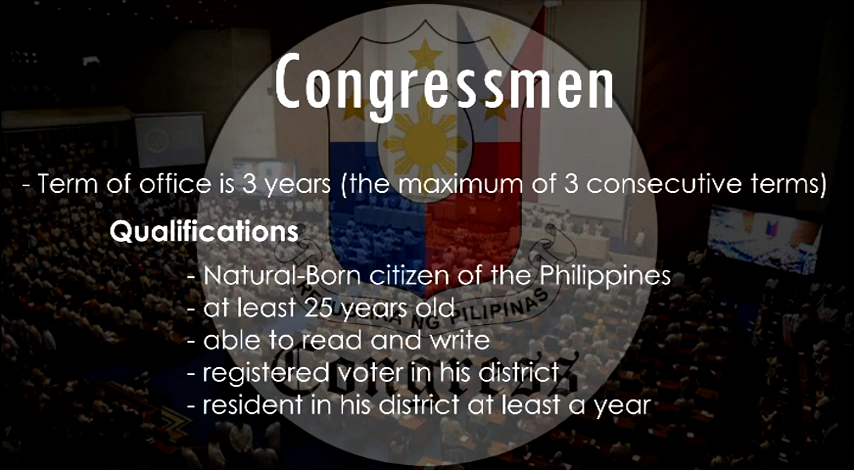 Congressmen
- Term of office is 3 years (the maximum of 3 consecutive terms)
Qualifications
- Natural-Born citizen of the Philippines
- at least 25 years old
- able to read and write
- registered voter in his district
- resident in his district at least a year
NG PILIPINAS
Congress